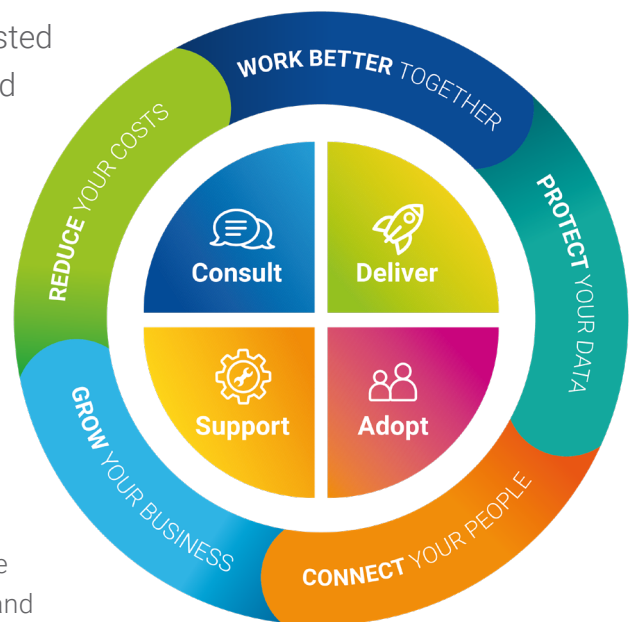 sted
d
WORK BETTER TOGETHER
PROTECT YOUR DATA
CONNECT YOUR PEOPLE
GROW YOUR BUSINESS
REDUCE YOUR COSTS
Consult
Deliver
Support
Adopt
e
and